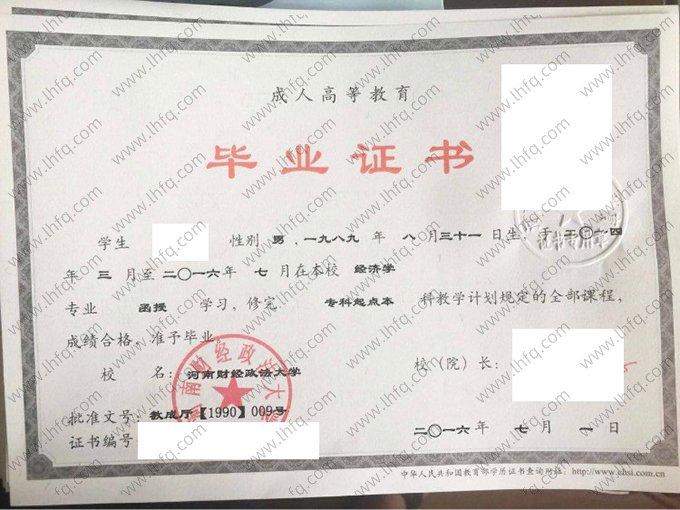 成人高等教育
毕业证书
学生 性别 男,一九八九 年 八 月三十一日生,于二〇一四
年 三 月至二〇一六年 七 月在本校 经济学
专业 函授 学习,修完 专科起点本 科教学计划规定的全部课程,
成绩合格,准予毕业。
校 名:河南财经政法大学
校(院)长:
批准文号:教成厅【1990】009号
证书编号
二〇一六年 七月 一日
中华人民共和国教育部学历证书查询网址:http://www.chsi.com.cn
www.lhfq.com